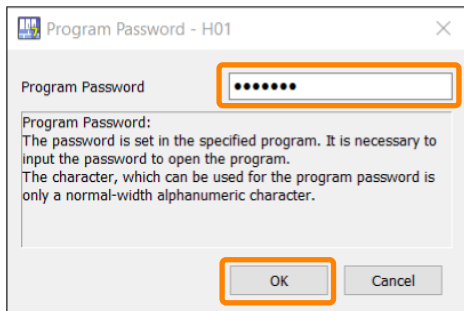 Program Password - H01
Program Password
•••••••
Program Password:
The password is set in the specified program. It is necessary to
input the password to open the program.
The character, which can be used for the program password is
only a normal-width alphanumeric character.
OK Cancel